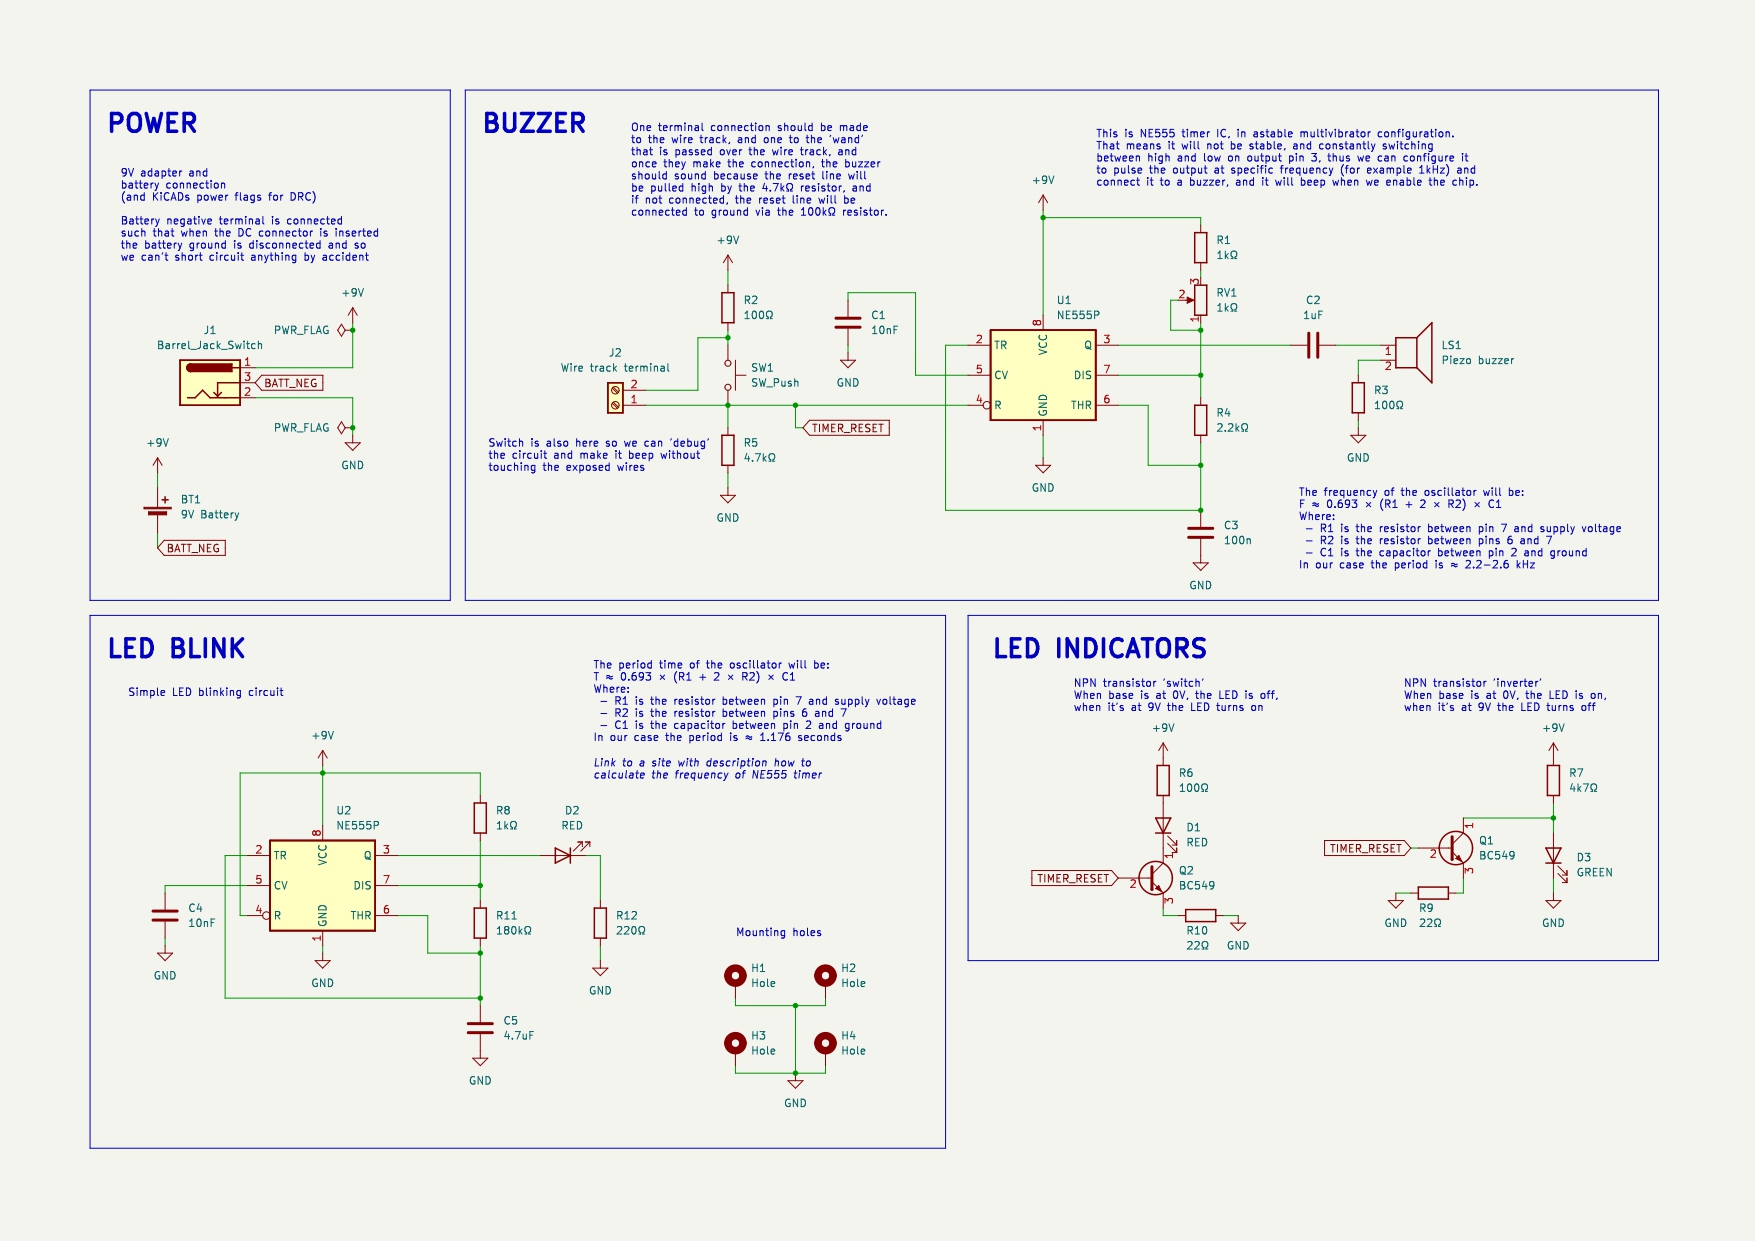 POWER
9V adapter and
battery connection
(and KiCADs power flags for DRC)
Battery negative terminal is connected
such that when the DC connector is inserted
the battery ground is disconnected and so
we can't short circuit anything by accident
+9V
J1
PWR_FLAG
Barrel_Jack_Switch
1
3
BATT_NEG
2
PWR_FLAG
GND
+9V
BT1
9V Battery
BATT_NEG
BUZZER
One terminal connection should be made
to the wire track, and one to the 'wand'
that is passed over the wire track, and
once they make the connection, the buzzer
should sound because the reset line will
be pulled high by the 4.7kΩ resistor, and
if not connected, the reset line will be
connected to ground via the 100kΩ resistor.
This is NE555 timer IC, in astable multivibrator configuration.
That means it will not be stable, and constantly switching
between high and low on output pin 3, thus we can configure it
to pulse the output at specific frequency (for example 1kHz) and
connect it to a buzzer, and it will beep when we enable the chip.
+9V
R2
100Ω
J2
Wire track terminal
2
1
SW1
SW_Push
Switch is also here so we can 'debug'
the circuit and make it beep without
touching the exposed wires
R5
4.7kΩ
GND
TIMER_RESET
C1
10nF
GND
+9V
U1
NE555P
8
VCC
2
TR
Q
3
5
CV
DIS
7
4
R
THR
6
GND
1
GND
R1
1kΩ
3
2
RV1
1kΩ
1
R4
2.2kΩ
C3
100n
GND
C2
1uF
1
2
LS1
Piezo buzzer
R3
100Ω
GND
The frequency of the oscillator will be:
F ≈ 0.693 × (R1 + 2 × R2) × C1
Where:
- R1 is the resistor between pin 7 and supply voltage
- R2 is the resistor between pins 6 and 7
- C1 is the capacitor between pin 2 and ground
In our case the period is ≈ 2.2-2.6 kHz
LED BLINK
Simple LED blinking circuit
The period time of the oscillator will be:
T ≈ 0.693 × (R1 + 2 × R2) × C1
Where:
- R1 is the resistor between pin 7 and supply voltage
- R2 is the resistor between pins 6 and 7
- C1 is the capacitor between pin 2 and ground
In our case the period is ≈ 1.176 seconds
Link to a site with description how to
calculate the frequency of NE555 timer
+9V
U2
NE555P
8
VCC
2
TR
Q
3
5
CV
DIS
7
4
R
THR
6
GND
1
GND
C4
10nF
GND
R8
1kΩ
R11
180kΩ
C5
4.7uF
GND
D2
RED
R12
220Ω
GND
Mounting holes
H1
Hole
H2
Hole
H3
Hole
H4
Hole
GND
LED INDICATORS
NPN transistor 'switch'
When base is at 0V, the LED is off,
when it's at 9V the LED turns on
+9V
R6
100Ω
D1
RED
1
TIMER_RESET
2
Q2
BC549
3
R10
22Ω
GND
NPN transistor 'inverter'
When base is at 0V, the LED is on,
when it's at 9V the LED turns off
+9V
R7
4k7Ω
1
TIMER_RESET
2
Q1
BC549
3
D3
GREEN
GND
R9
22Ω
GND